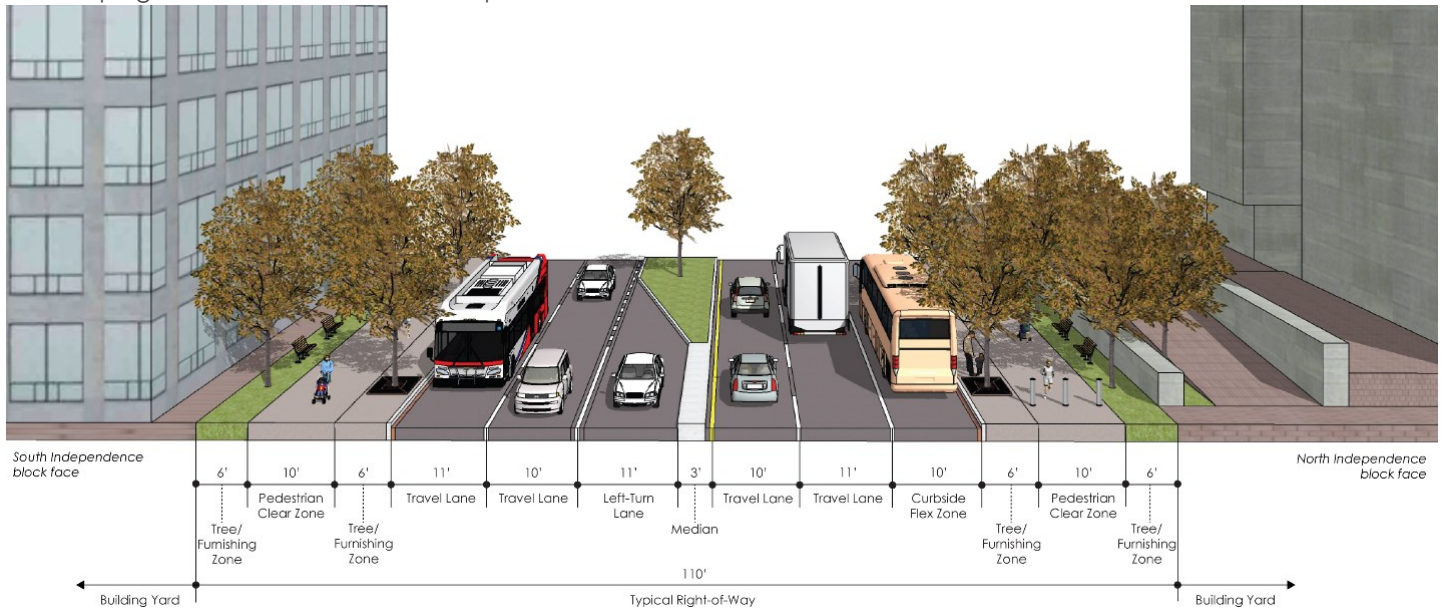 South Independence
block face
North Independence
block face
6'
10'
6'
11'
10'
11'
3'
10'
11'
10'
6'
10'
6'
Tree/
Furnishing
Zone
Pedestrian
Clear Zone
Tree/
Furnishing
Zone
Travel Lane
Travel Lane
Left-Turn
Lane
Median
Travel Lane
Travel Lane
Curbside
Flex Zone
Tree/
Furnishing
Zone
Pedestrian
Clear Zone
Tree/
Furnishing
Zone
110'
Building Yard
Typical Right-of-Way
Building Yard